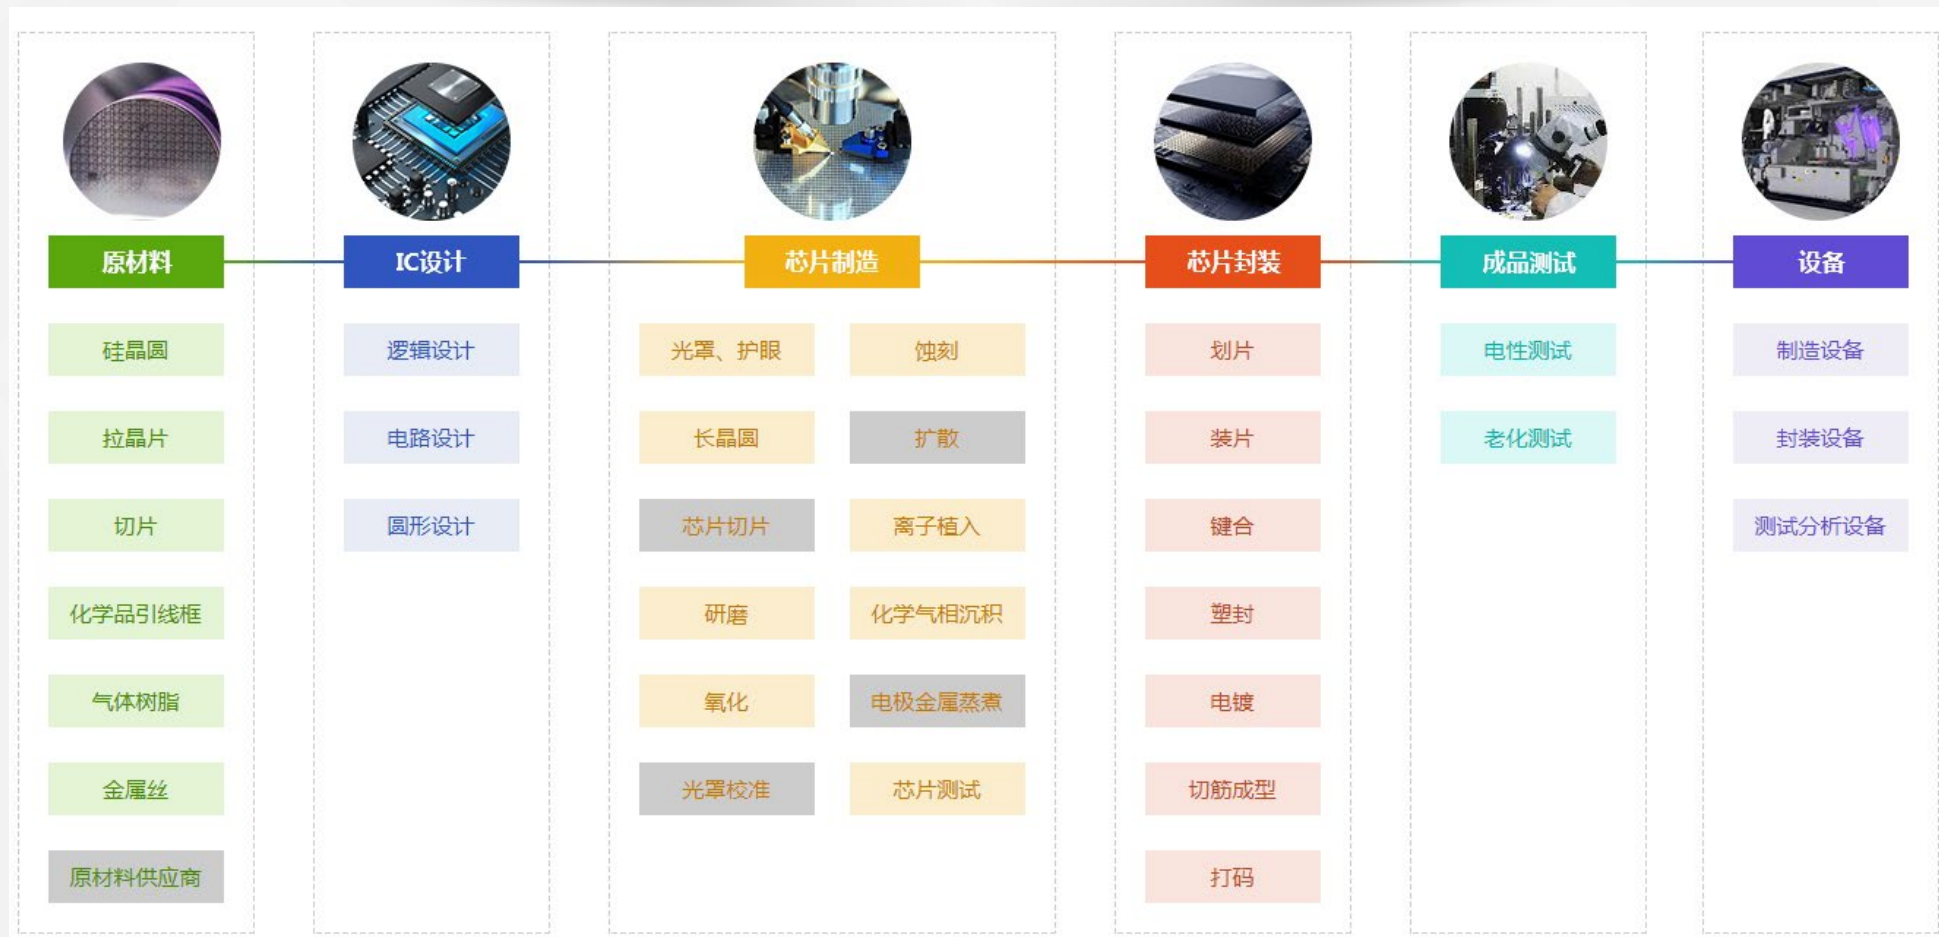 原材料
硅晶圆
拉晶片
切片
化学品引线框
气体树脂
金属丝
原材料供应商
IC设计
逻辑设计
电路设计
圆形设计
芯片制造
光罩、护眼
蚀刻
长晶圆
扩散
芯片切片
离子植入
研磨
化学气相沉积
氧化
电极金属蒸煮
光罩校准
芯片测试
芯片封装
划片
装片
键合
塑封
电镀
切筋成型
打码
成品测试
电性测试
老化测试
设备
制造设备
封装设备
测试分析设备